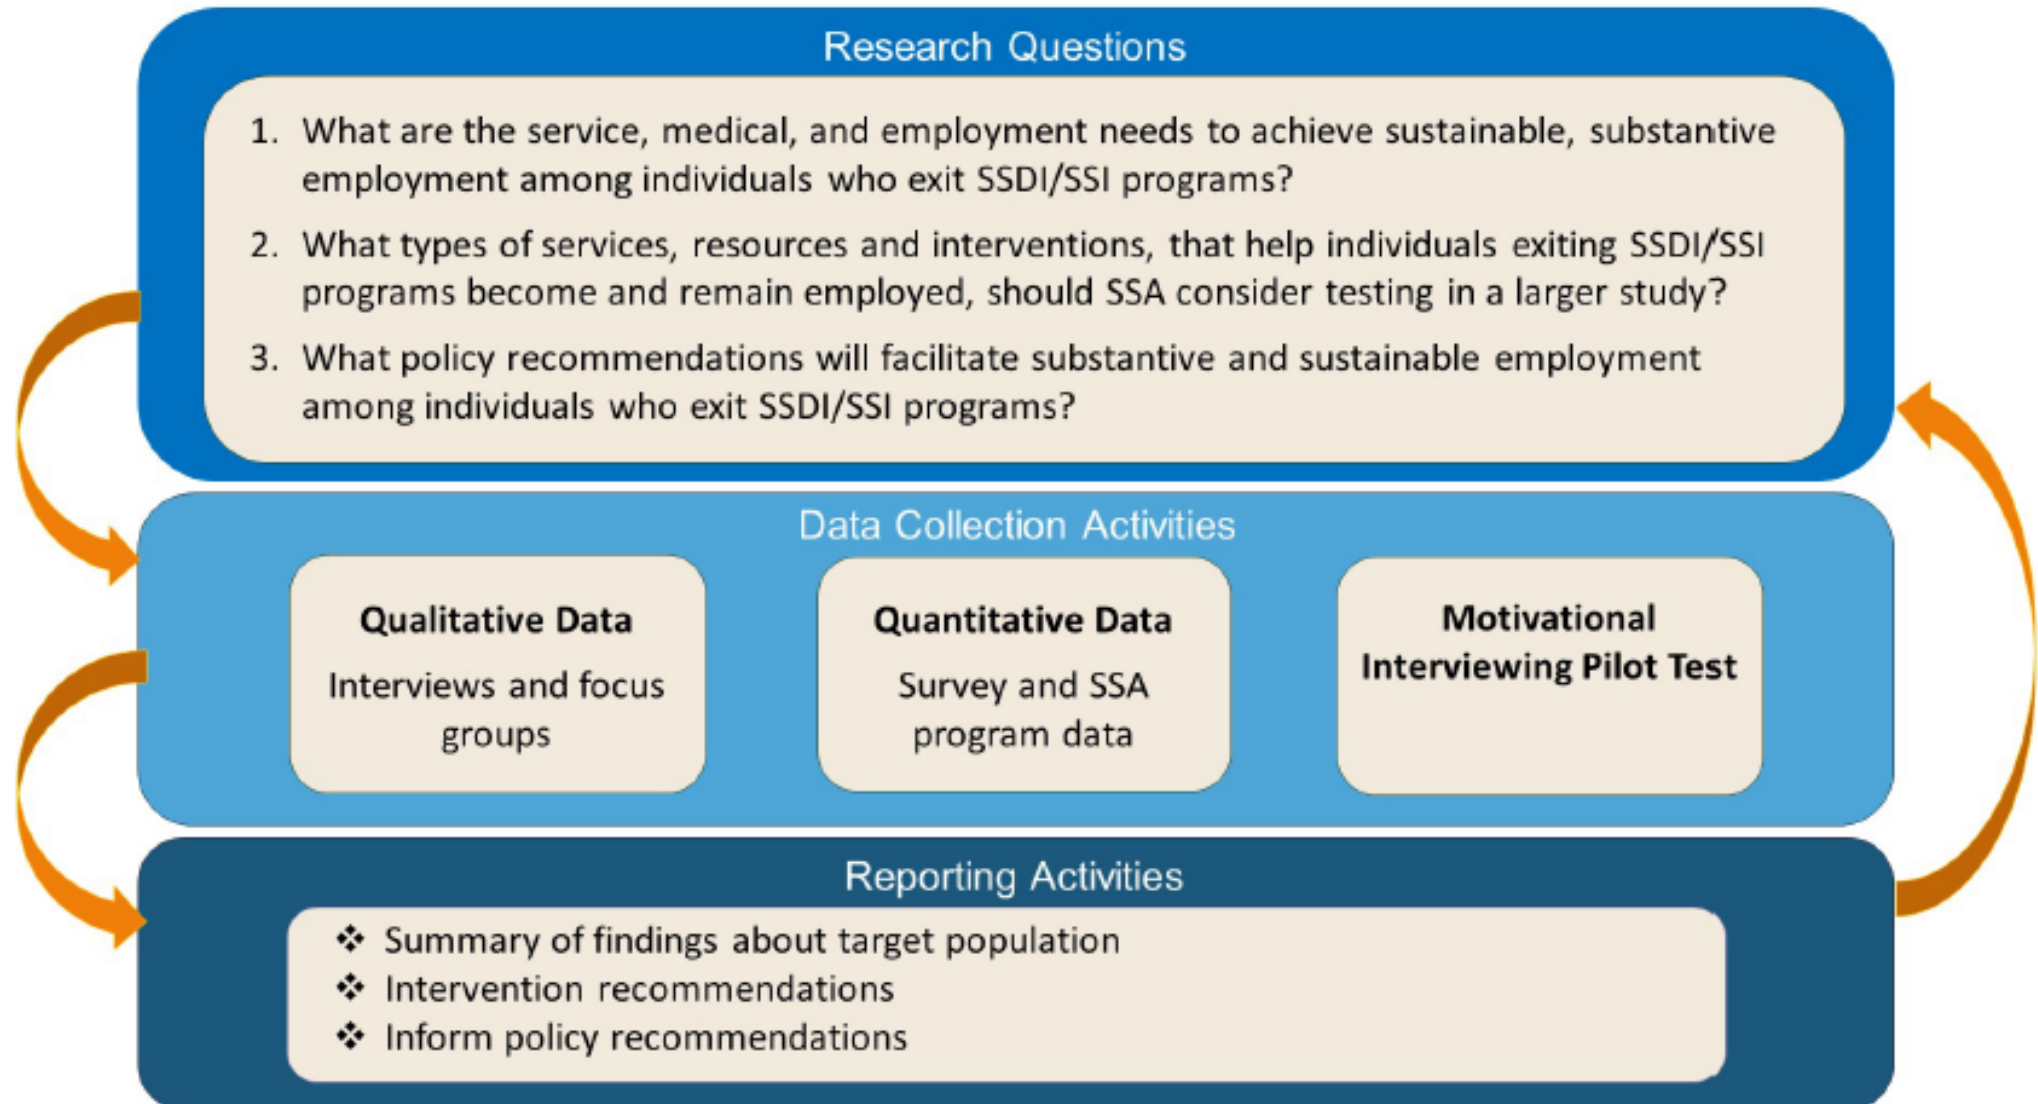 Research Questions
1. What are the service, medical, and employment needs to achieve sustainable, substantive
employment among individuals who exit SSDI/SSI programs?
2. What types of services, resources and interventions, that help individuals exiting SSDI/SSI
programs become and remain employed, should SSA consider testing in a larger study?
3. What policy recommendations will facilitate substantive and sustainable employment
among individuals who exit SSDI/SSI programs?
Data Collection Activities
Qualitative Data
Interviews and focus
groups
Quantitative Data
Survey and SSA
program data
Motivational
Interviewing Pilot Test
Reporting Activities
❖ Summary of findings about target population
❖ Intervention recommendations
❖ Inform policy recommendations